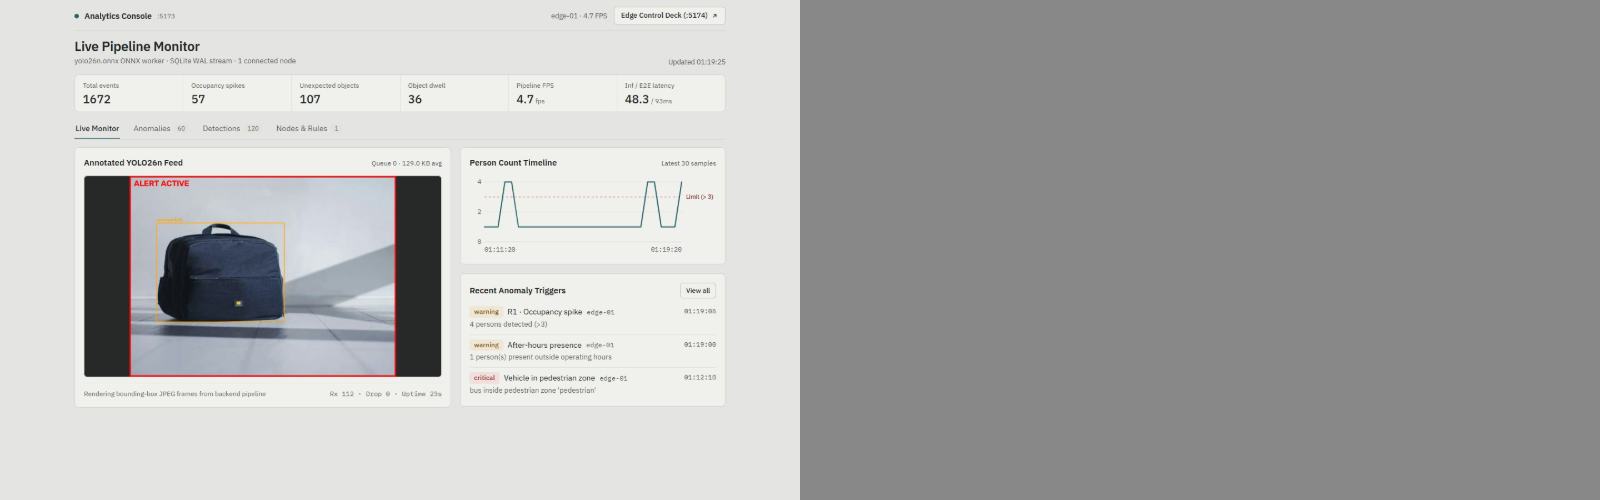 Analytics Console :5173
edge-01 · 4.7 FPS
Edge Control Deck (:5174) ↗
Live Pipeline Monitor
yolo26n.onnx ONNX worker · SQLite WAL stream · 1 connected node
Updated 01:19:25
Total events
1672
Occupancy spikes
57
Unexpected objects
107
Object dwell
36
Pipeline FPS
4.7 fps
Inf / E2E latency
48.3 / 93ms
Live Monitor
Anomalies 60
Detections 120
Nodes & Rules 1
Annotated YOLO26n Feed
Queue 0 · 129.0 KB avg
ALERT ACTIVE
Rendering bounding-box JPEG frames from backend pipeline
Rx 112 · Drop 0 · Uptime 23s
Person Count Timeline
Latest 30 samples
4
2
0
Limit (> 3)
01:11:20
01:19:20
Recent Anomaly Triggers
View all
warning R1 · Occupancy spike edge-01 01:19:06
4 persons detected (>3)
warning After-hours presence edge-01 01:19:00
1 person(s) present outside operating hours
critical Vehicle in pedestrian zone edge-01 01:12:10
bus inside pedestrian zone 'pedestrian'